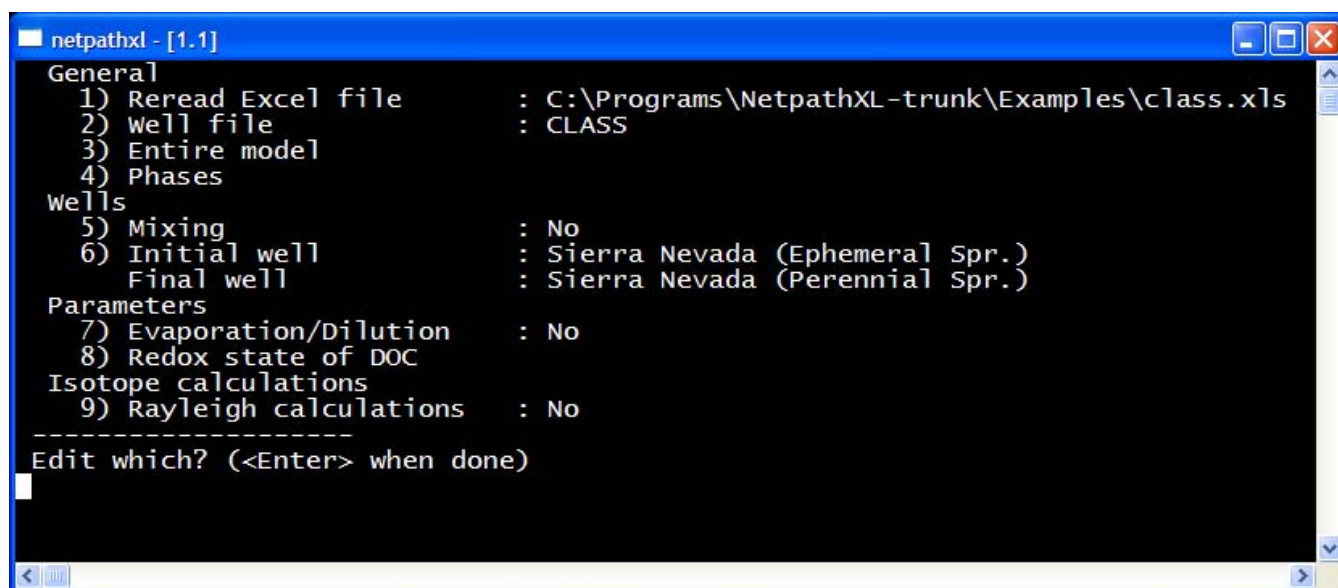 netpathxl - [1.1]
General
1) Reread Excel file : C:\Programs\NetpathXL-trunk\Examples\class.xls
2) Well file : CLASS
3) Entire model
4) Phases
Wells
5) Mixing : No
6) Initial well : Sierra Nevada (Ephemeral Spr.)
Final well : Sierra Nevada (Perennial Spr.)
Parameters
7) Evaporation/Dilution : No
8) Redox state of DOC
Isotope calculations
9) Rayleigh calculations : No
--------------------
Edit which? (<Enter> when done)